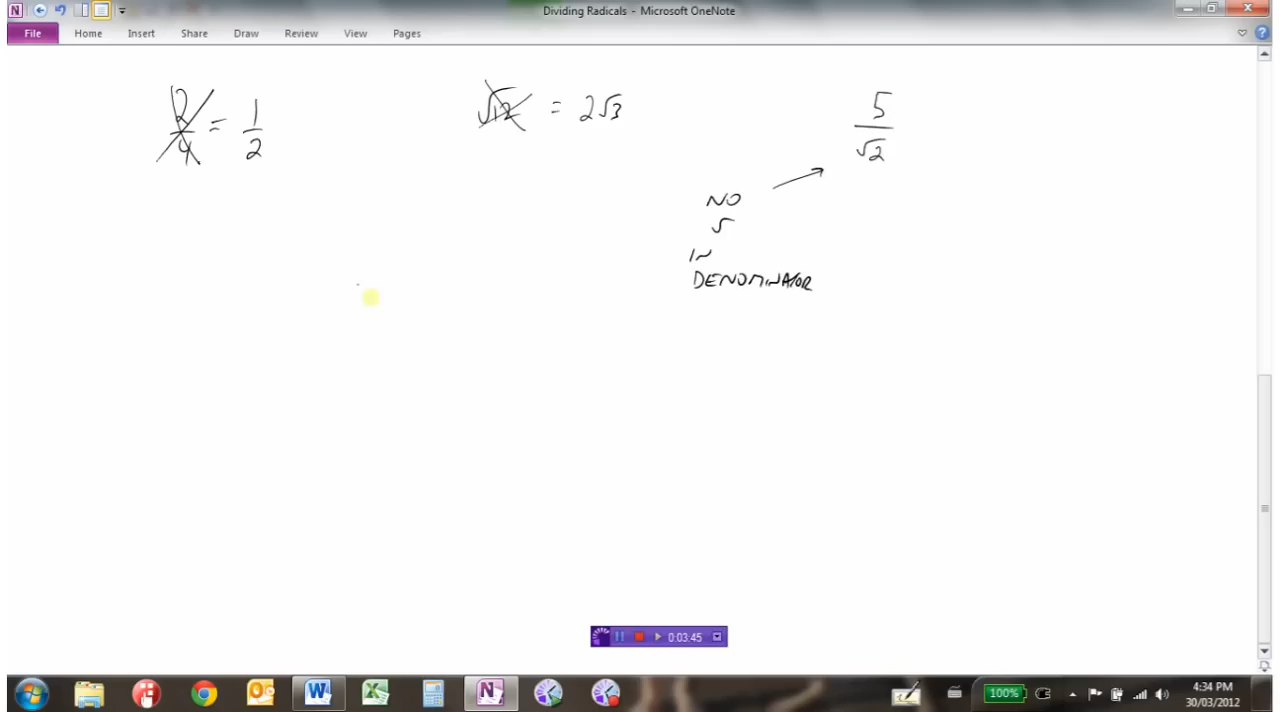 Dividing Radicals - Microsoft OneNote
File Home Insert Share Draw Review View Pages
2/4 = 1/2
√12 = 2√3
5/√2
NO
√
IN
DENOMINATOR
0:03:45
100%
4:34 PM
30/03/2012